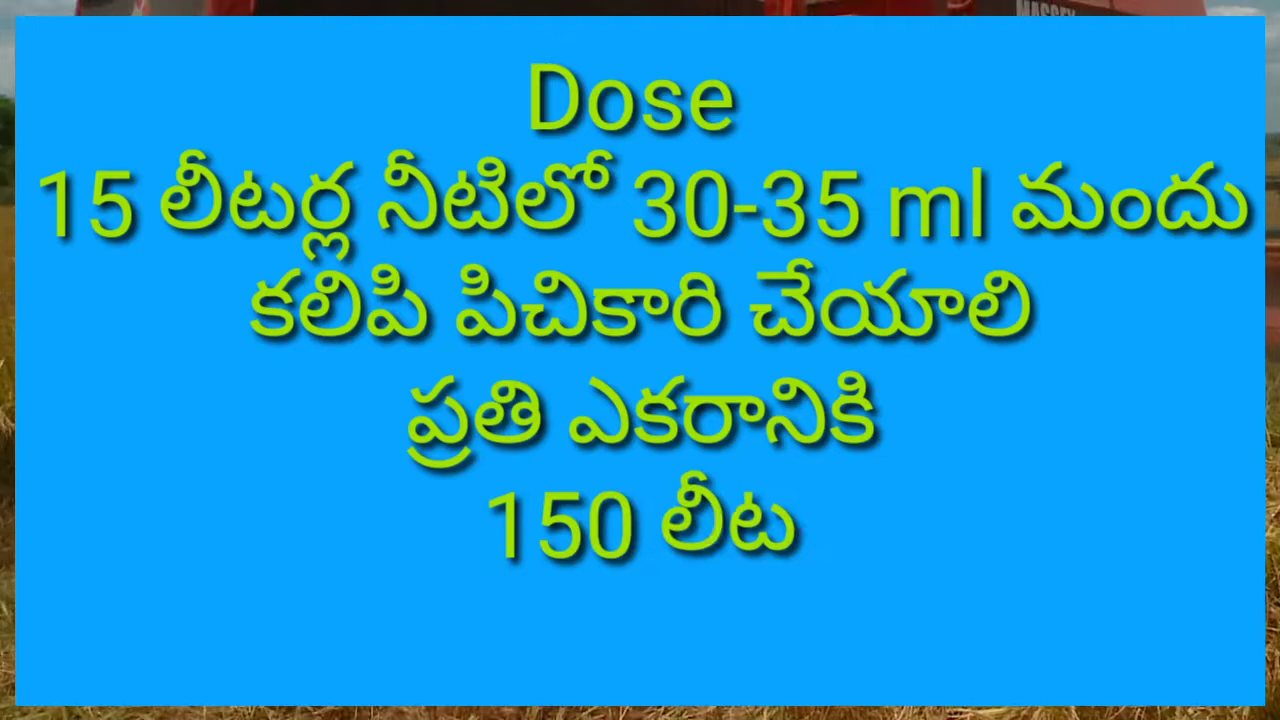 Dose
15 లీటర్ల నీటిలో 30-35 ml మందు
కలిపి పిచికారి చేయాలి
ప్రతి ఎకరానికి
150 లీట